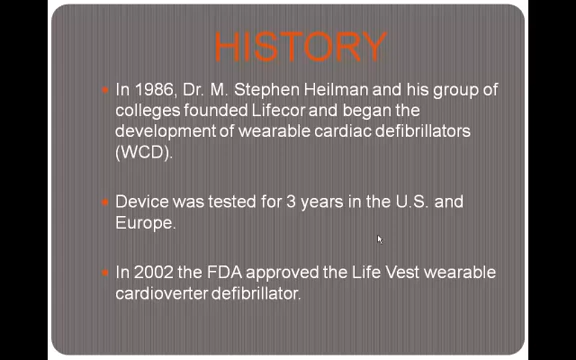 HISTORY
• In 1986, Dr. M. Stephen Heilman and his group of
colleges founded Lifecor and began the
development of wearable cardiac defibrillators
(WCD).
• Device was tested for 3 years in the U.S. and
Europe.
• In 2002 the FDA approved the Life Vest wearable
cardioverter defibrillator.